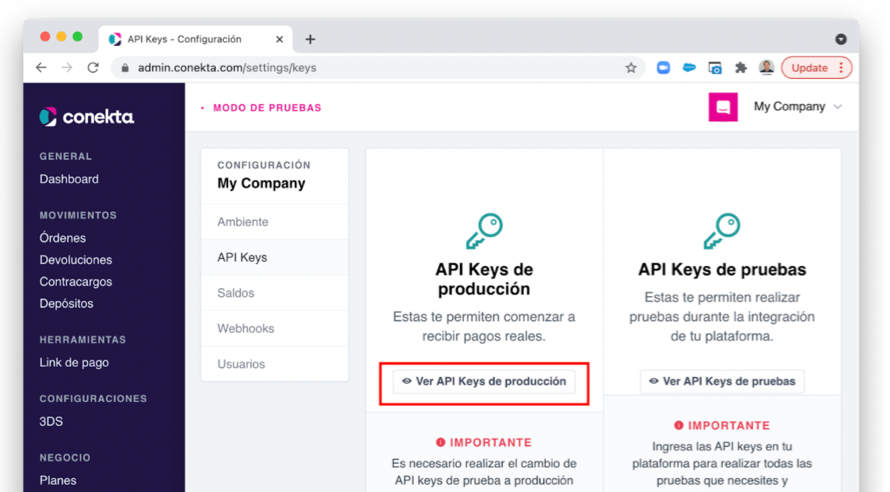 API Keys - Configuración
admin.conekta.com/settings/keys
Update
conekta
MODO DE PRUEBAS
My Company
GENERAL
Dashboard
MOVIMIENTOS
Órdenes
Devoluciones
Contracargos
Depósitos
HERRAMIENTAS
Link de pago
CONFIGURACIONES
3DS
NEGOCIO
Planes
CONFIGURACIÓN
My Company
Ambiente
API Keys
Saldos
Webhooks
Usuarios
API Keys de
producción
Estas te permiten comenzar a
recibir pagos reales.
Ver API Keys de producción
IMPORTANTE
Es necesario realizar el cambio de
API keys de prueba a producción
API Keys de pruebas
Estas te permiten realizar
pruebas durante la integración
de tu plataforma.
Ver API Keys de pruebas
IMPORTANTE
Ingresa las API keys en tu
plataforma para realizar todas las
pruebas que necesites y